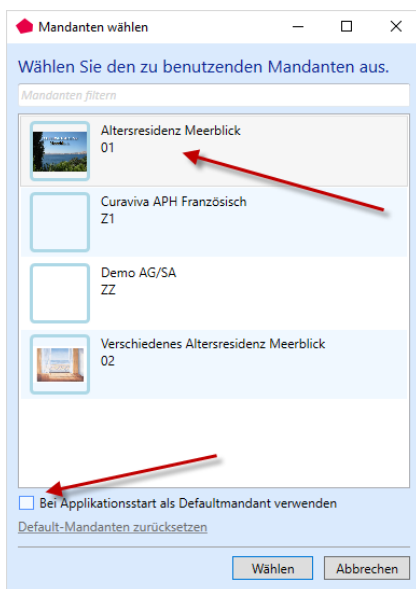 Mandanten wählen
Wählen Sie den zu benutzenden Mandanten aus.
Mandanten filtern
Altersresidenz Meerblick
01
Curaviva APH Französisch
Z1
Demo AG/SA
ZZ
Verschiedenes Altersresidenz Meerblick
02
Bei Applikationsstart als Defaultmandant verwenden
Default-Mandanten zurücksetzen
Wählen Abbrechen